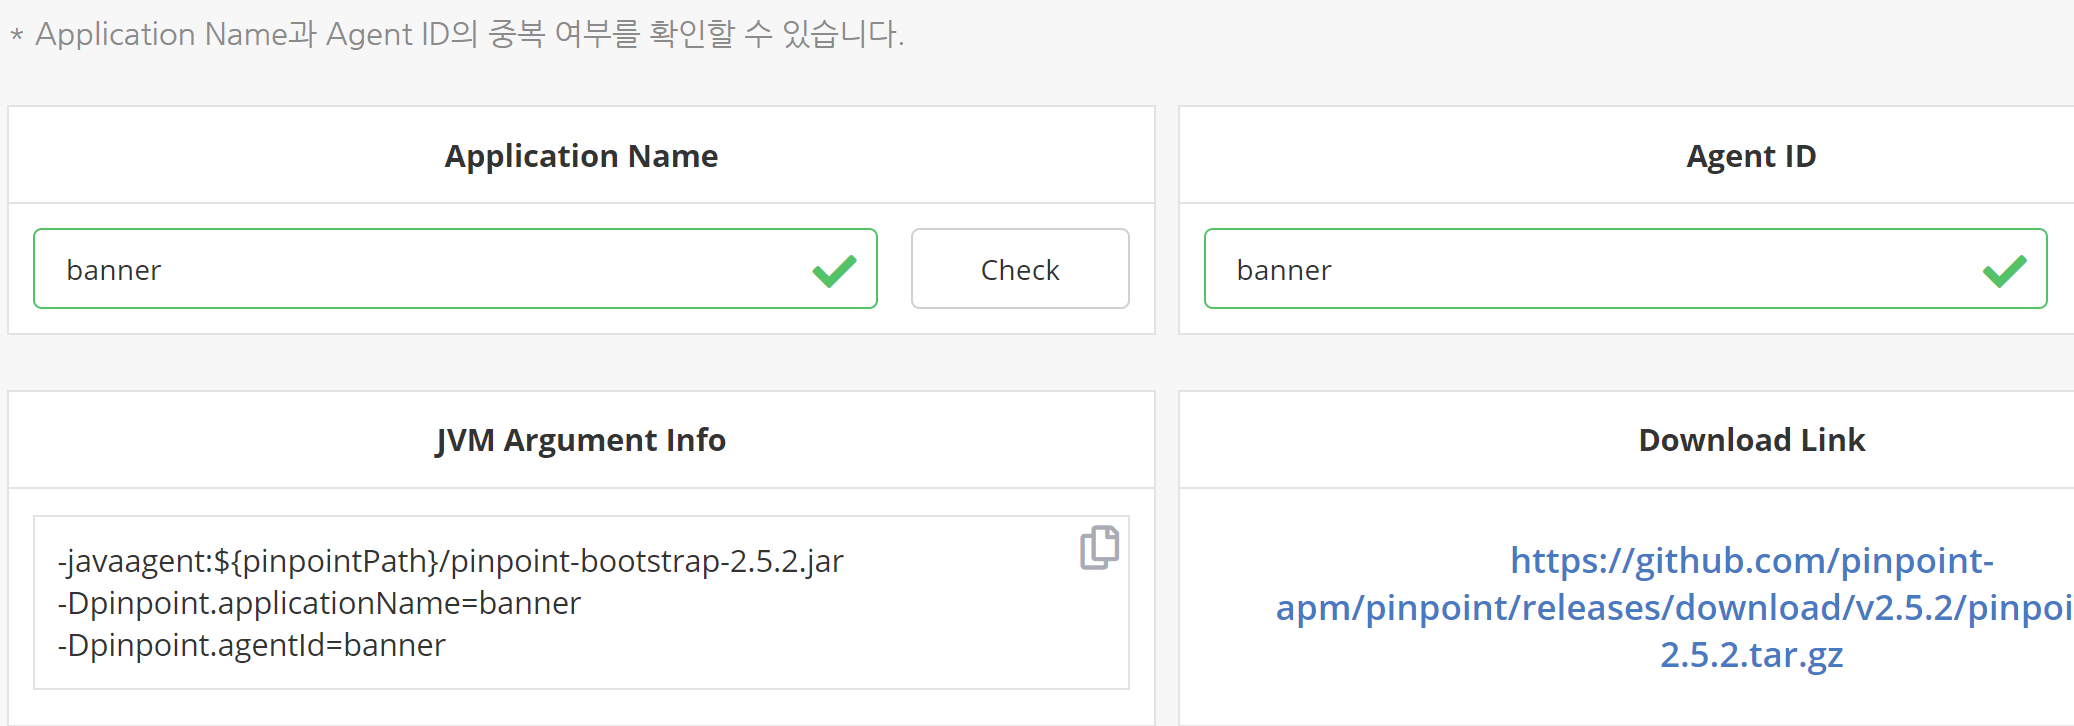 * Application Name과 Agent ID의 중복 여부를 확인할 수 있습니다.
Application Name
Agent ID
banner
Check
banner
JVM Argument Info
Download Link
-javaagent:${pinpointPath}/pinpoint-bootstrap-2.5.2.jar
-Dpinpoint.applicationName=banner
-Dpinpoint.agentId=banner
https://github.com/pinpoint-
apm/pinpoint/releases/download/v2.5.2/pinpoi
2.5.2.tar.gz